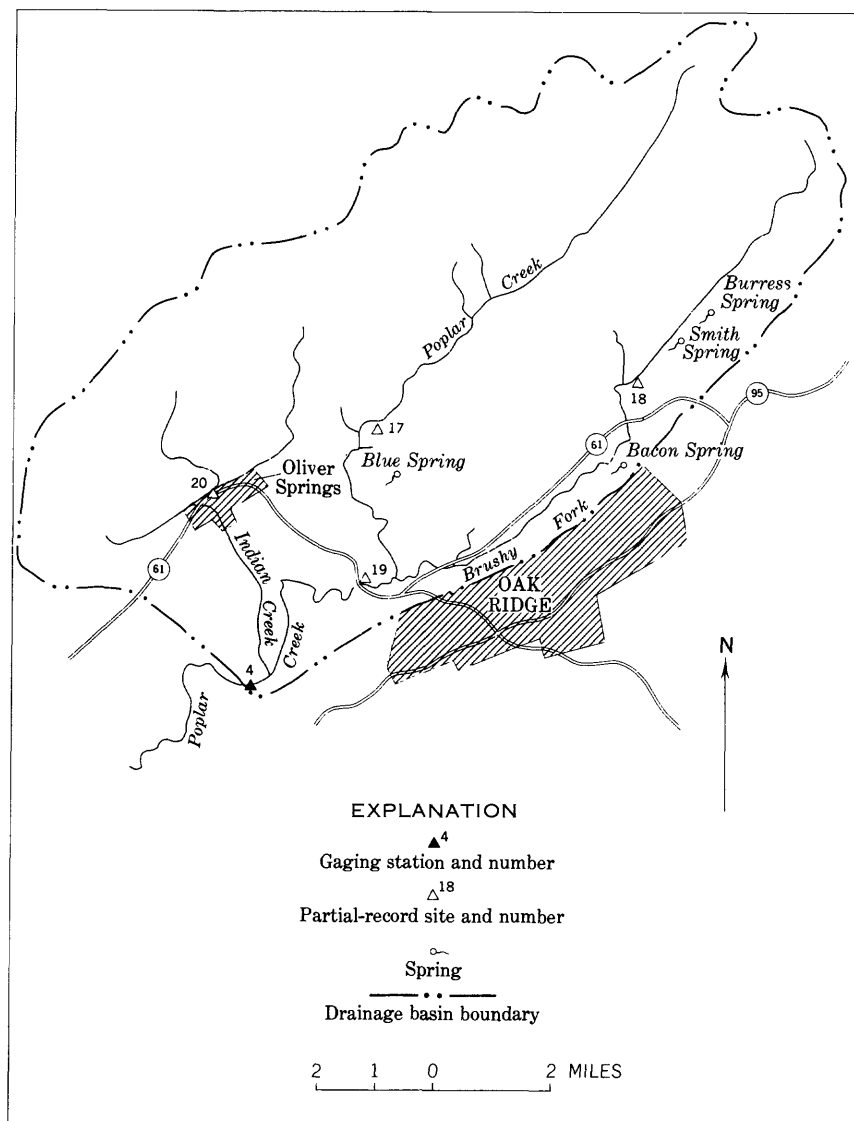 Burress
Spring
Smith
Spring
Poplar
Creek
18
95
17
61
Bacon Spring
Blue Spring
Oliver
Springs
20
Indian
Creek
19
Brushy
Fork
OAK
RIDGE
61
Creek
4
Poplar
N
EXPLANATION
4
Gaging station and number
18
Partial-record site and number
Spring
Drainage basin boundary
2 1 0 2 MILES